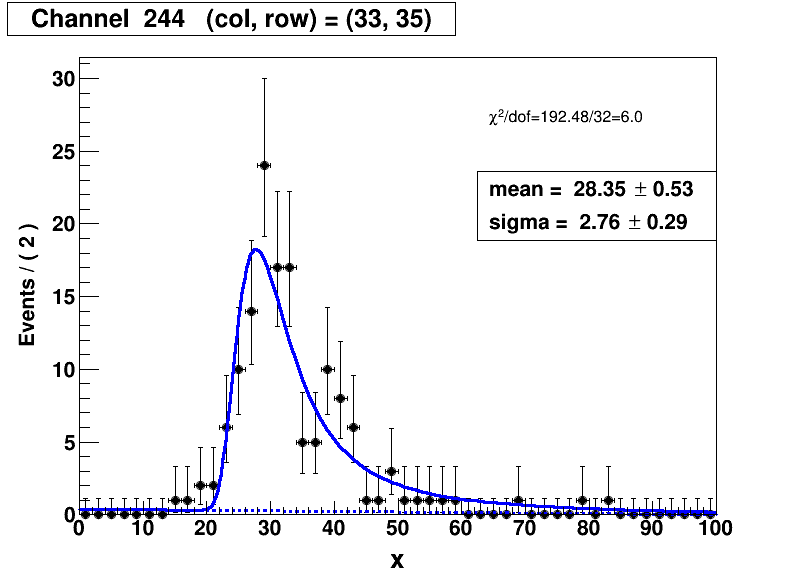 Channel 244 (col, row) = (33, 35)
30
25
20
15
10
5
0
Events / ( 2 )
χ²/dof=192.48/32=6.0
mean = 28.35 ± 0.53
sigma = 2.76 ± 0.29
0 10 20 30 40 50 60 70 80 90 100
x